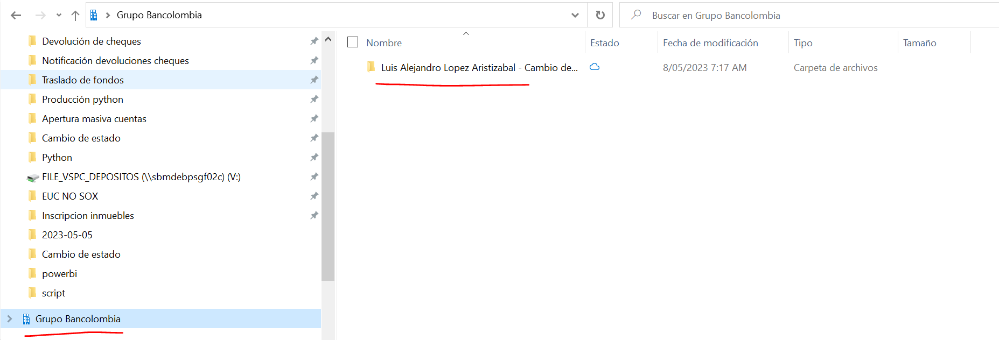 Grupo Bancolombia
Buscar en Grupo Bancolombia
Devolución de cheques
Notificación devoluciones cheques
Traslado de fondos
Producción python
Apertura masiva cuentas
Cambio de estado
Python
FILE_VSPC_DEPOSITOS (\\sbmdebpsgf02c) (V:)
EUC NO SOX
Inscripcion inmuebles
2023-05-05
Cambio de estado
powerbi
script
Grupo Bancolombia
Nombre Estado Fecha de modificación Tipo Tamaño
Luis Alejandro Lopez Aristizabal - Cambio de... 8/05/2023 7:17 AM Carpeta de archivos